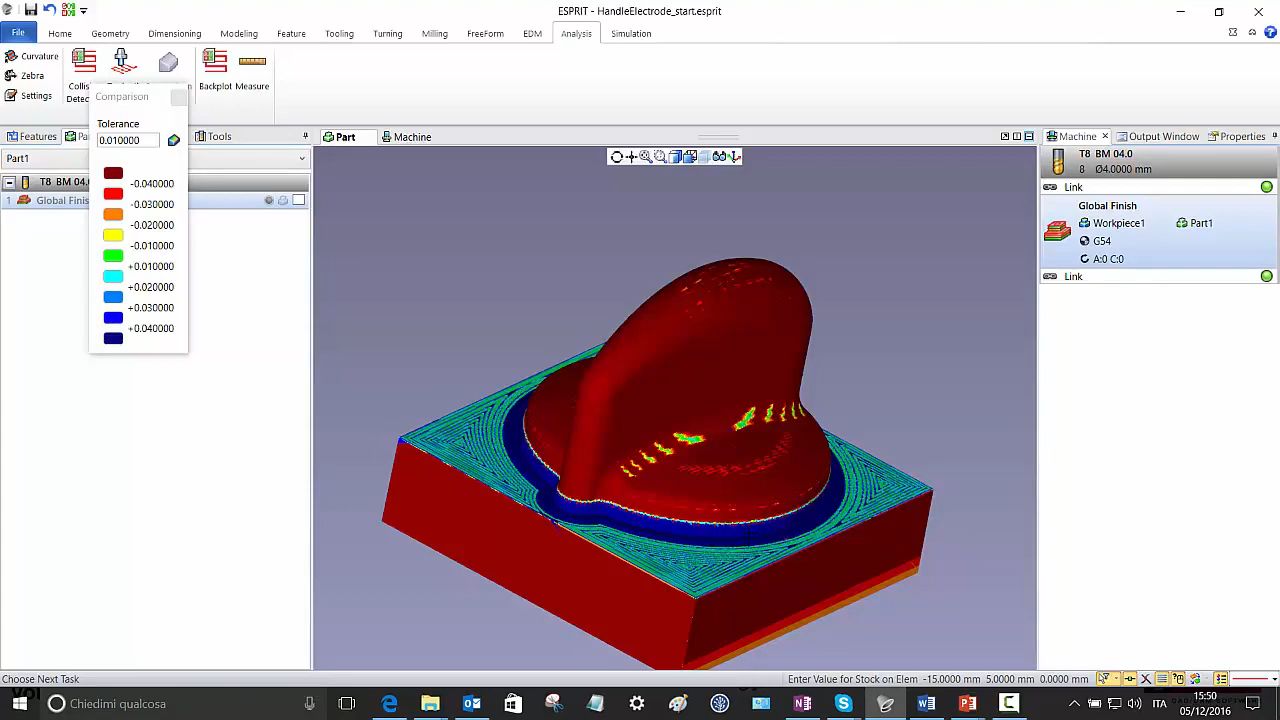 ESPRIT - HandleElectrode_start.esprit
File Home Geometry Dimensioning Modeling Feature Tooling Turning Milling FreeForm EDM Analysis Simulation
Curvature
Zebra
Settings
Backplot
Measure
Comparison
Tolerance
0.010000
-0.040000
-0.030000
-0.020000
-0.010000
+0.010000
+0.020000
+0.030000
+0.040000
Features
Tools
Part1
T8 BM 04.
1 Global Finis
Part
Machine
Machine
Output Window
Properties
T8 BM 04.0
8 Ø4.0000 mm
Link
Global Finish
Workpiece1 Part1
G54
A:0 C:0
Link
Choose Next Task
Enter Value for Stock on Elem -15.0000 mm 5.0000 mm 0.0000 mm
Chiedimi qualcosa
ITA
15:50
05/12/2016